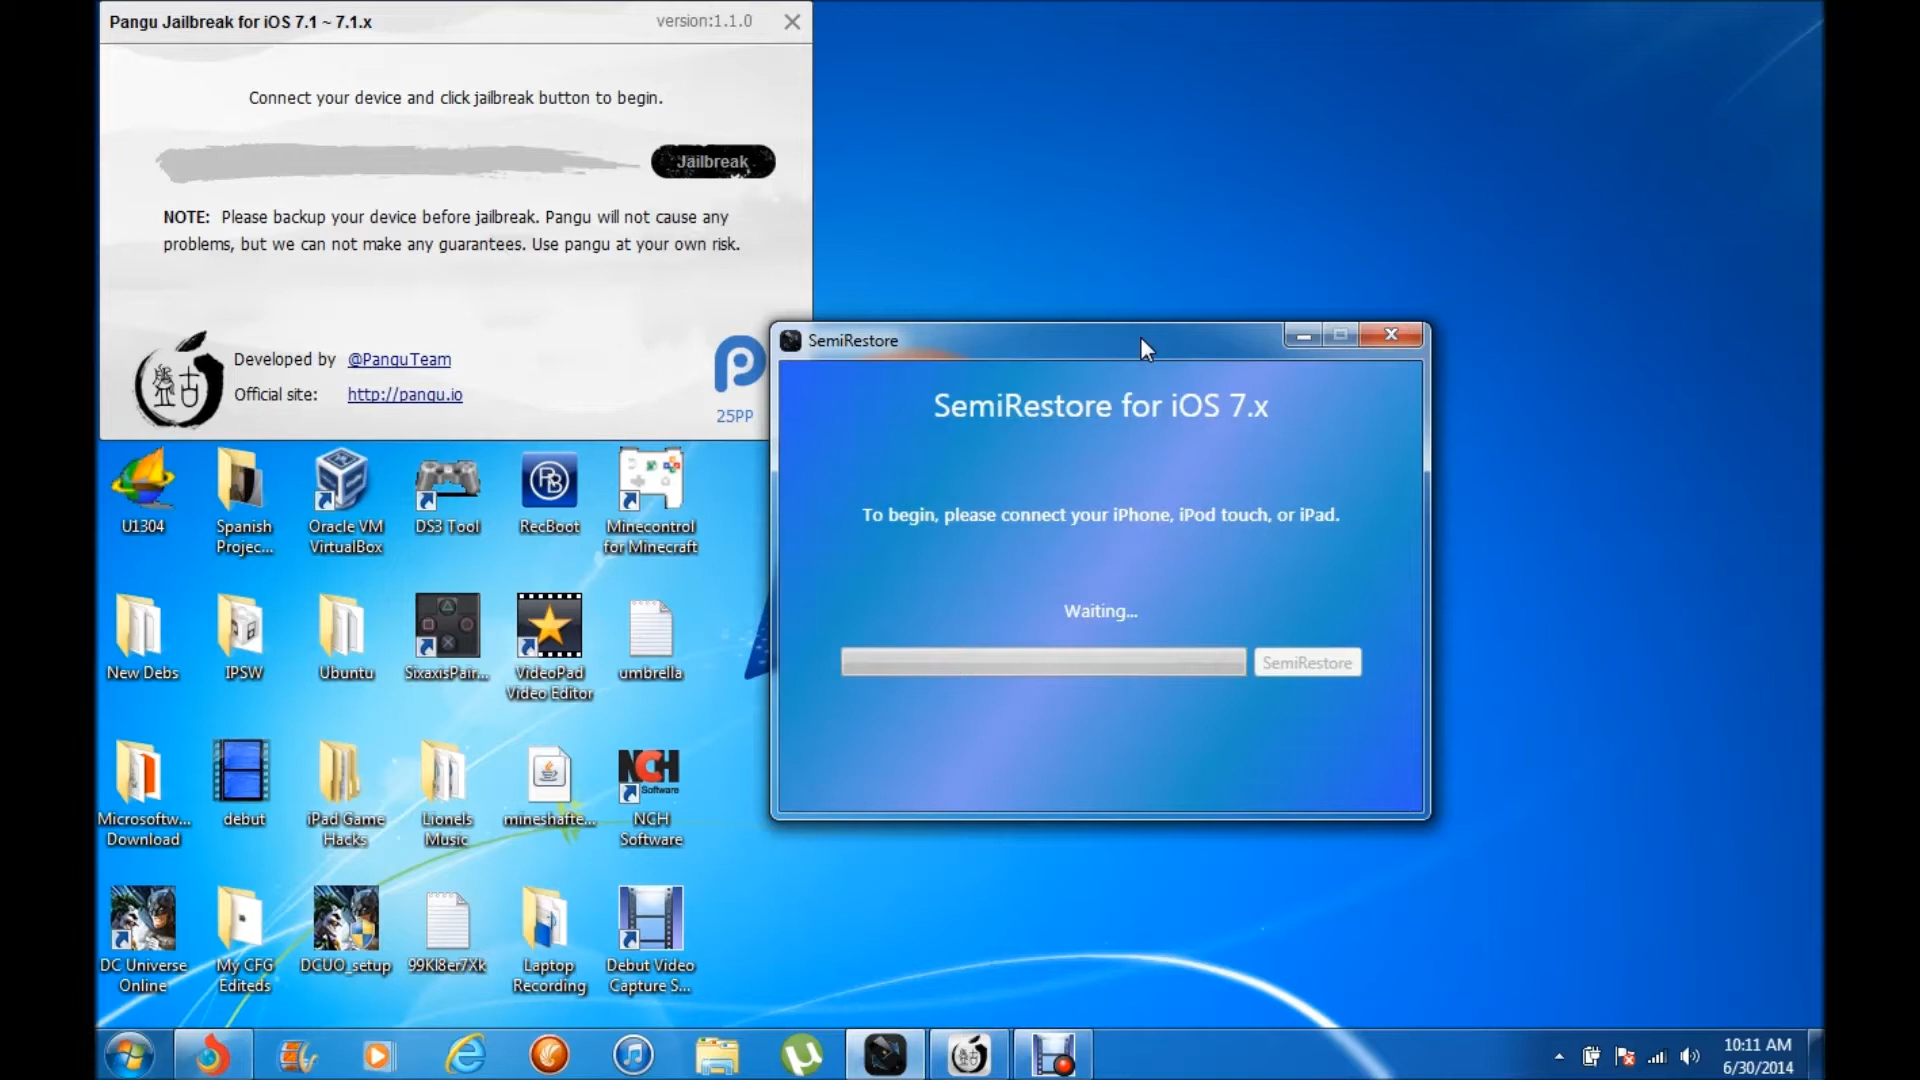 Pangu Jailbreak for iOS 7.1 ~ 7.1.x
version:1.1.0
Connect your device and click jailbreak button to begin.
Jailbreak
NOTE: Please backup your device before jailbreak. Pangu will not cause any
problems, but we can not make any guarantees. Use pangu at your own risk.
Developed by @PanguTeam
Official site: http://pangu.io
25PP
SemiRestore
SemiRestore for iOS 7.x
To begin, please connect your iPhone, iPod touch, or iPad.
Waiting...
SemiRestore
U1304
Spanish
Projec...
Oracle VM
VirtualBox
DS3 Tool
RecBoot
Minecontrol
for Minecraft
New Debs
IPSW
Ubuntu
SixaxisPair...
VideoPad
Video Editor
umbrella
Microsoftw...
Download
debut
iPad Game
Hacks
Lionels
Music
mineshafte...
NCH
Software
NCH
Software
DC Universe
Online
My CFG
Editeds
DCUO_setup
99KI8er7Xk
Laptop
Recording
Debut Video
Capture S...
10:11 AM
6/30/2014